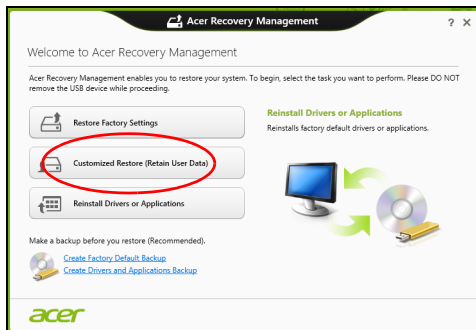 Acer Recovery Management
? X
Welcome to Acer Recovery Management
Acer Recovery Management enables you to restore your system. To begin, select the task you want to perform. Please DO NOT
remove the USB device while proceeding.
Restore Factory Settings
Customized Restore (Retain User Data)
Reinstall Drivers or Applications
Reinstall Drivers or Applications
Reinstalls factory default drivers or applications.
Make a backup before you restore (Recommended).
Create Factory Default Backup
Create Drivers and Applications Backup
acer